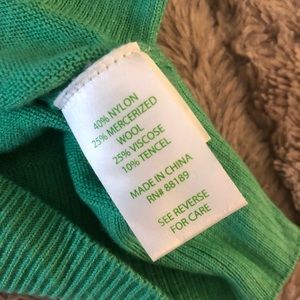 40% NYLON
25% MERCERIZED
WOOL
25% VISCOSE
10% TENCEL
MADE IN CHINA
RN# 88189
SEE REVERSE
FOR CARE